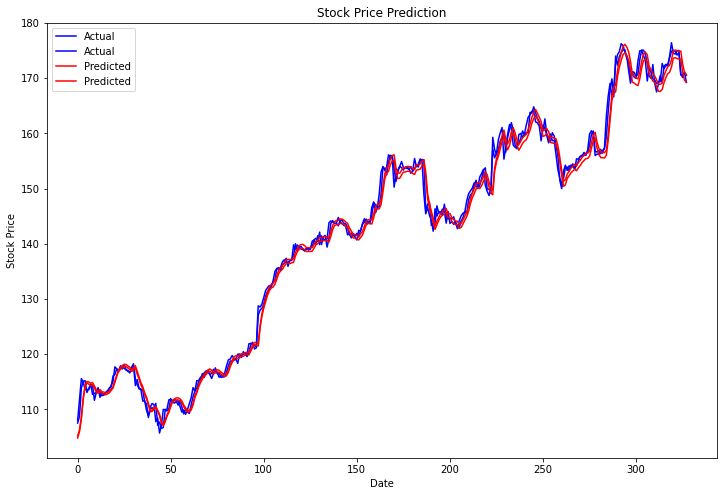 Stock Price Prediction
Actual
Actual
Predicted
Predicted
Stock Price
180
170
160
150
140
130
120
110
0 50 100 150 200 250 300
Date